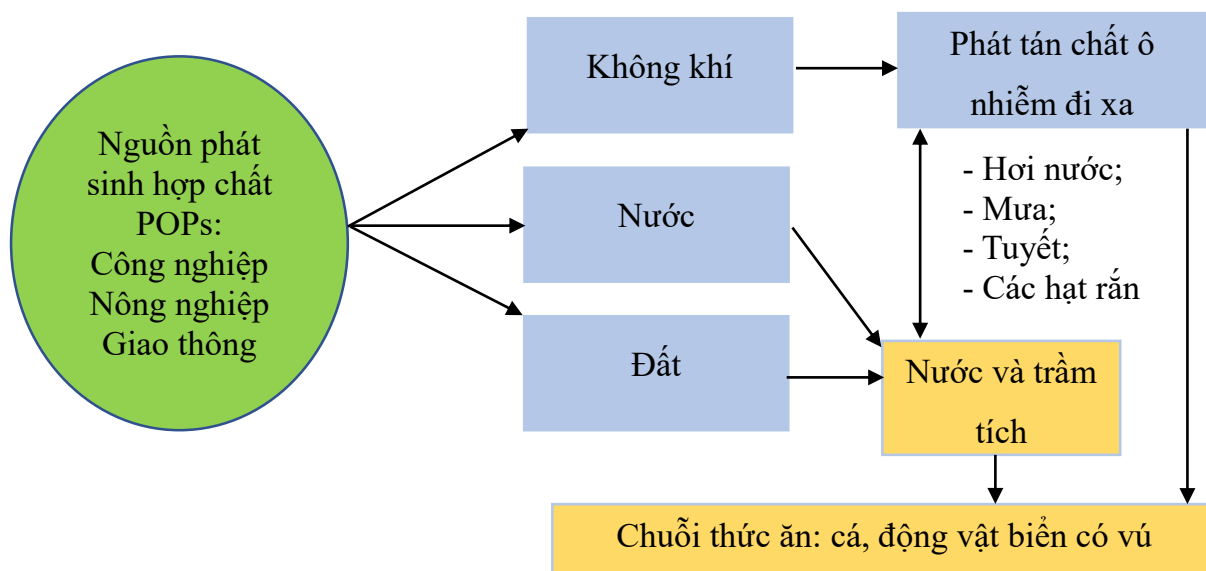 Nguồn phát
sinh hợp chất
POPs:
Công nghiệp
Nông nghiệp
Giao thông
Không khí
Nước
Đất
Phát tán chất ô
nhiễm đi xa
- Hơi nước;
- Mưa;
- Tuyết;
- Các hạt rắn
Nước và trầm
tích
Chuỗi thức ăn: cá, động vật biển có vú